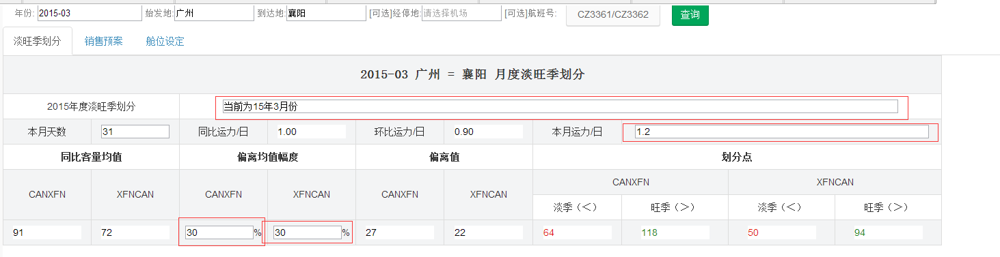 年份: 2015-03 始发地: 广州 到达地: 襄阳 [可选]经停地: 请选择机场 [可选]航班号: CZ3361/CZ3362 查询
淡旺季划分 销售预案 舱位设定
2015-03 广州 = 襄阳 月度淡旺季划分
2015年度淡旺季划分 当前为15年3月份
本月天数 31 同比运力/日 1.00 环比运力/日 0.90 本月运力/日 1.2
同比客量均值 偏离均值幅度 偏离值 划分点
CANXFN XFNCAN CANXFN XFNCAN CANXFN XFNCAN CANXFN XFNCAN
淡季（<） 旺季（>） 淡季（<） 旺季（>）
91 72 30 % 30 % 27 22 64 118 50 94